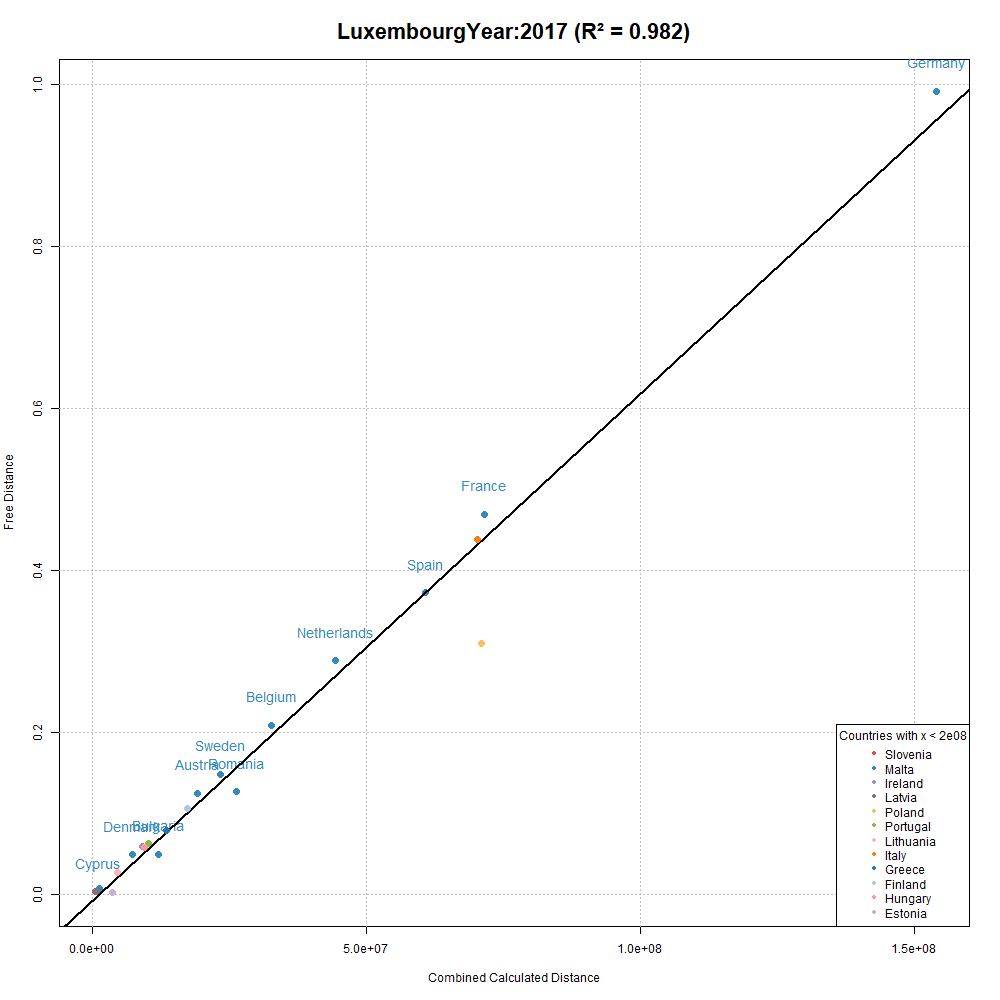 LuxembourgYear:2017 (R² = 0.982)
Germany
1.0
0.8
0.6
Free Distance
France
Spain
0.4
Netherlands
Belgium
0.2
Sweden
Austria
Romania
Denmark
Bulgaria
Cyprus
0.0
Countries with x < 2e08
Slovenia
Malta
Ireland
Latvia
Poland
Portugal
Lithuania
Italy
Greece
Finland
Hungary
Estonia
0.0e+00 5.0e+07 1.0e+08 1.5e+08
Combined Calculated Distance